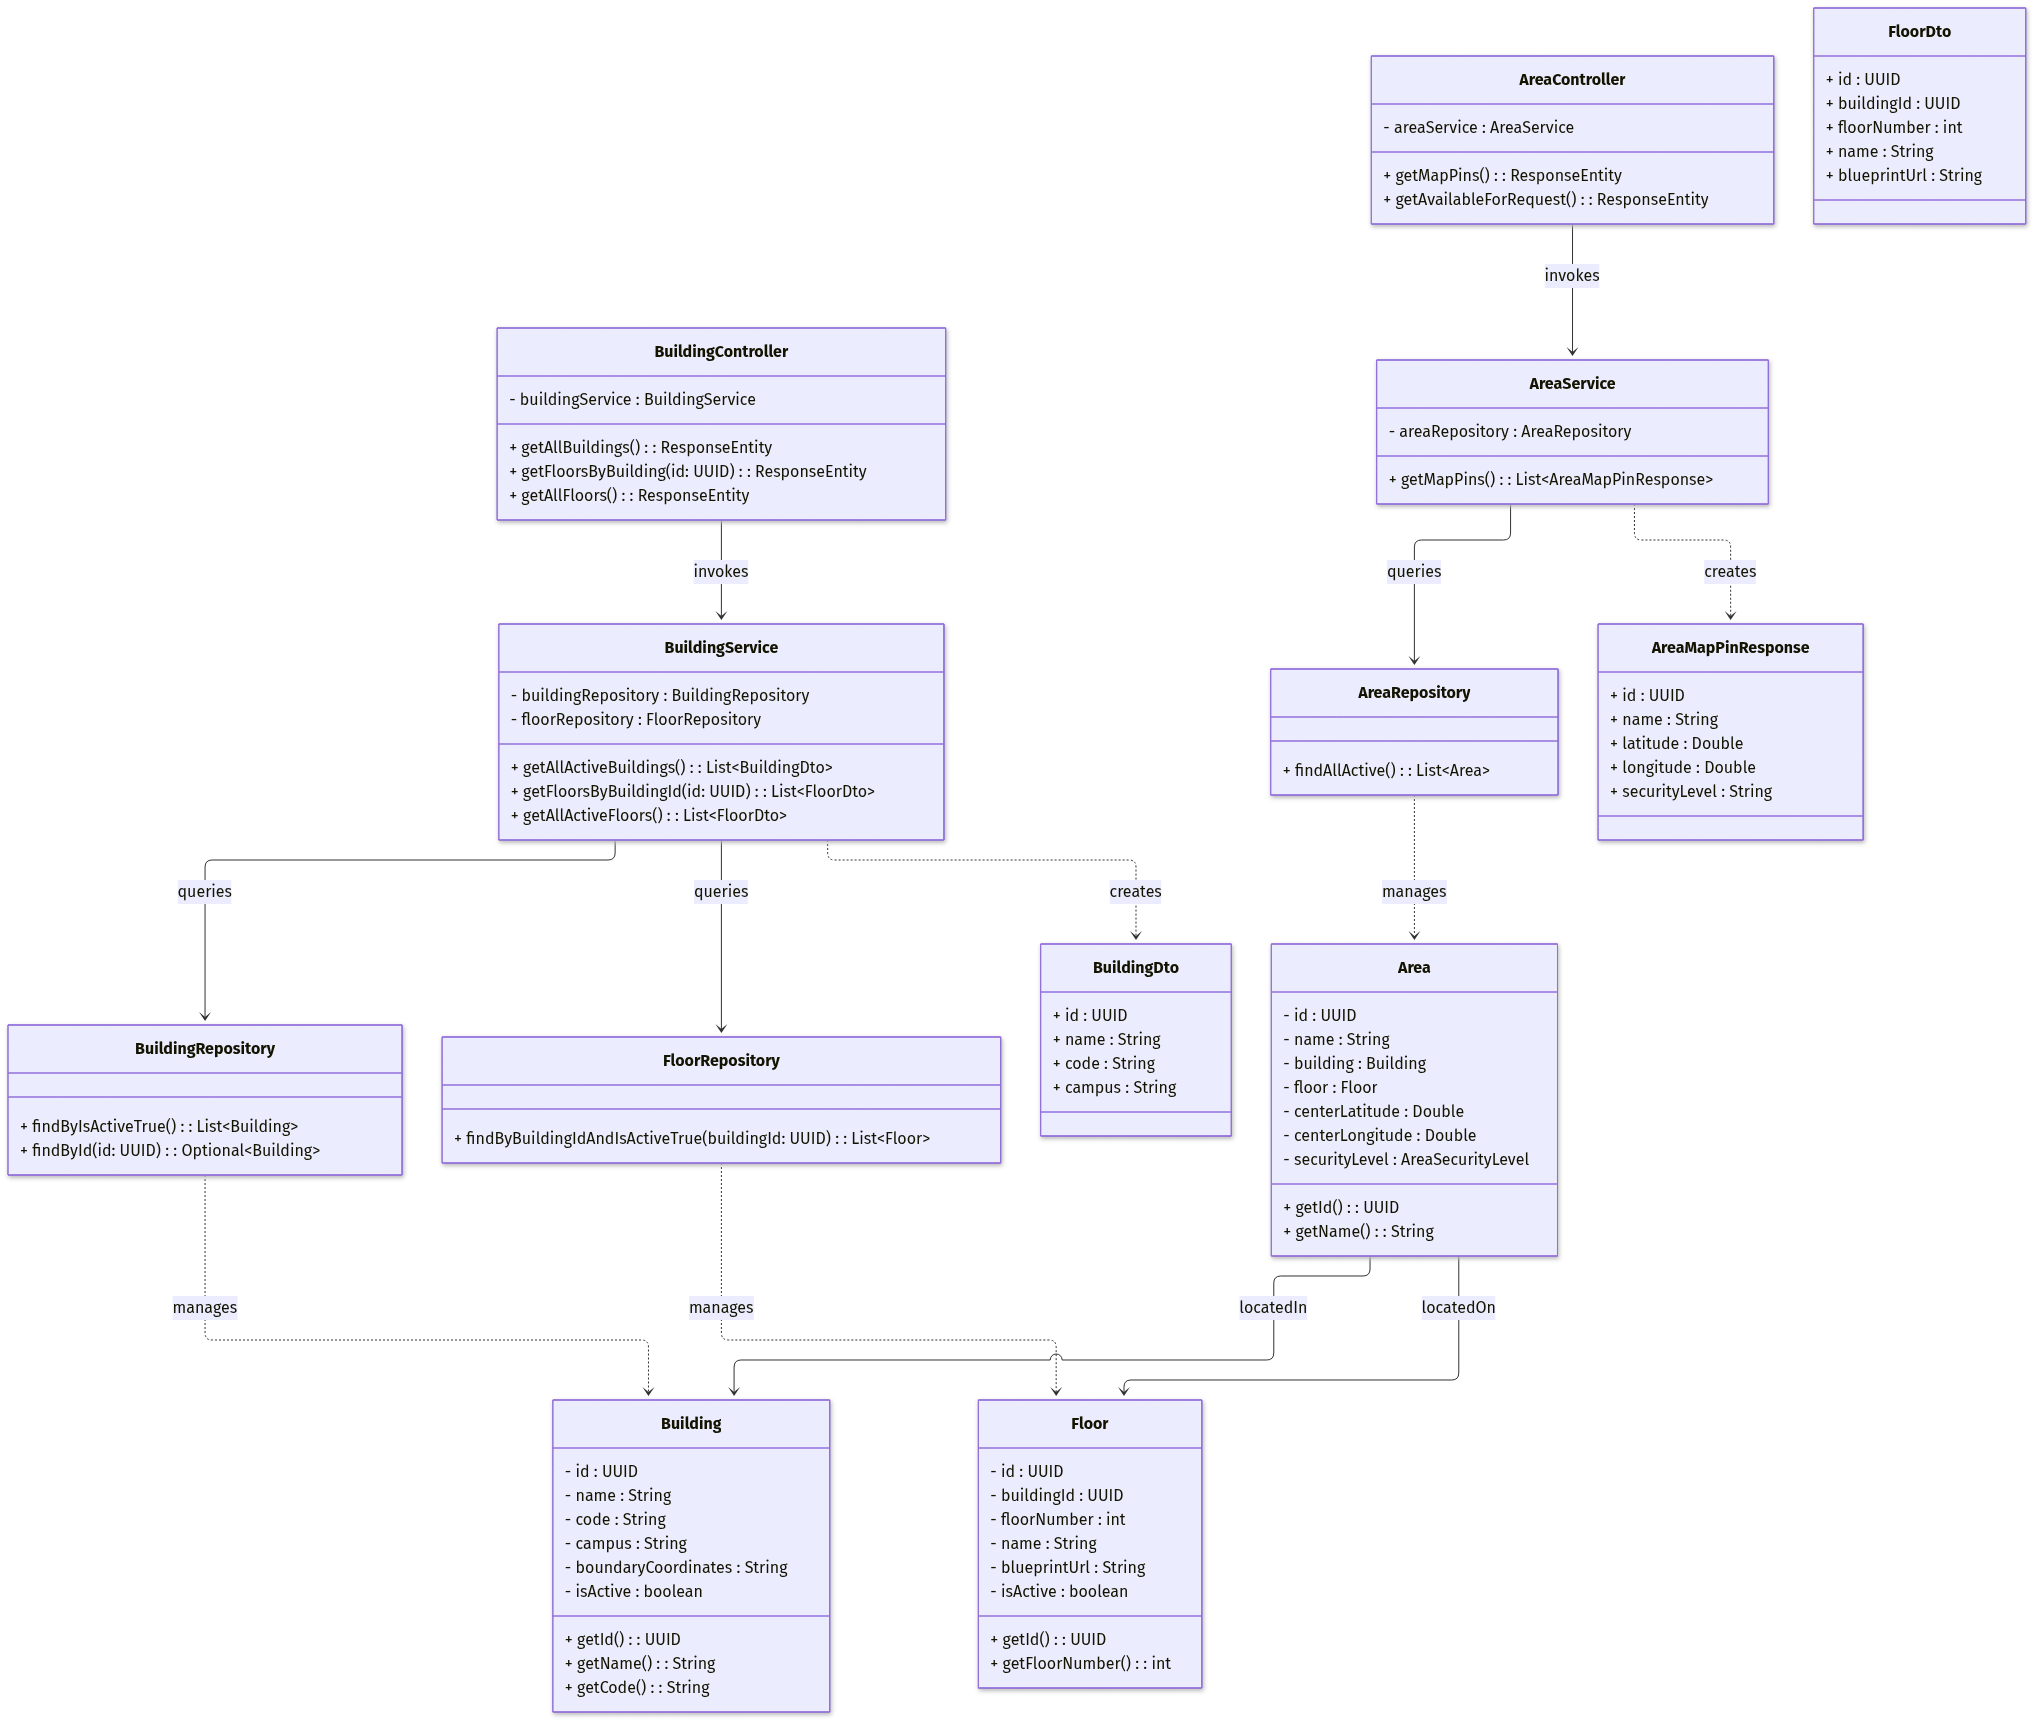 FloorDto
+ id : UUID
+ buildingId : UUID
+ floorNumber : int
+ name : String
+ blueprintUrl : String
AreaController
- areaService : AreaService
+ getMapPins() : : ResponseEntity
+ getAvailableForRequest() : : ResponseEntity
invokes
BuildingController
- buildingService : BuildingService
+ getAllBuildings() : : ResponseEntity
+ getFloorsByBuilding(id: UUID) : : ResponseEntity
+ getAllFloors() : : ResponseEntity
AreaService
- areaRepository : AreaRepository
+ getMapPins() : : List<AreaMapPinResponse>
invokes
queries
creates
BuildingService
- buildingRepository : BuildingRepository
- floorRepository : FloorRepository
+ getAllActiveBuildings() : : List<BuildingDto>
+ getFloorsByBuildingId(id: UUID) : : List<FloorDto>
+ getAllActiveFloors() : : List<FloorDto>
AreaRepository
+ findAllActive() : : List<Area>
AreaMapPinResponse
+ id : UUID
+ name : String
+ latitude : Double
+ longitude : Double
+ securityLevel : String
queries
queries
creates
manages
BuildingRepository
+ findByIsActiveTrue() : : List<Building>
+ findById(id: UUID) : : Optional<Building>
FloorRepository
+ findByBuildingIdAndIsActiveTrue(buildingId: UUID) : : List<Floor>
BuildingDto
+ id : UUID
+ name : String
+ code : String
+ campus : String
Area
- id : UUID
- name : String
- building : Building
- floor : Floor
- centerLatitude : Double
- centerLongitude : Double
- securityLevel : AreaSecurityLevel
+ getId() : : UUID
+ getName() : : String
manages
manages
locatedIn
locatedOn
Building
- id : UUID
- name : String
- code : String
- campus : String
- boundaryCoordinates : String
- isActive : boolean
+ getId() : : UUID
+ getName() : : String
+ getCode() : : String
Floor
- id : UUID
- buildingId : UUID
- floorNumber : int
- name : String
- blueprintUrl : String
- isActive : boolean
+ getId() : : UUID
+ getFloorNumber() : : int